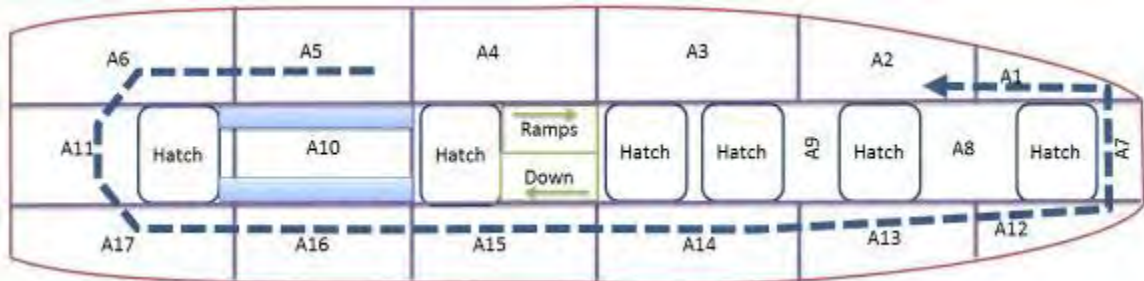 A6 A5 A4 A3 A2 A1
Ramps
A11 Hatch A10 Hatch Hatch Hatch A9 Hatch A8 Hatch A7
Down
A17 A16 A15 A14 A13 A12